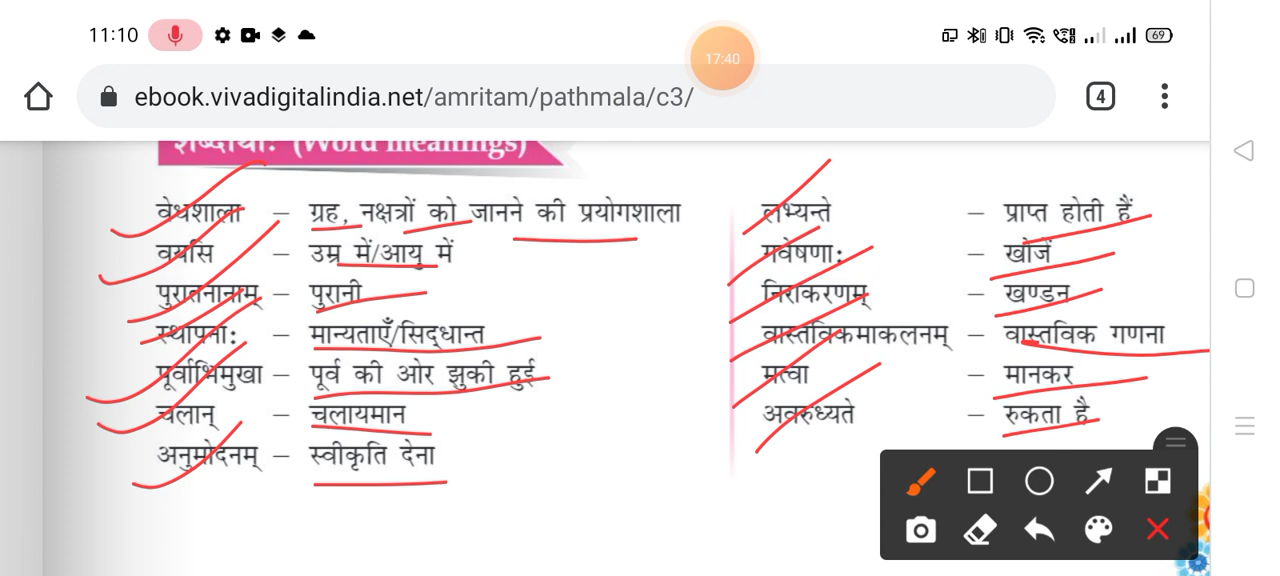 11:10
17:40
69
ebook.vivadigitalindia.net/amritam/pathmala/c3/
4
शब्दार्थाः (Word meanings)
वेधशाला – ग्रह, नक्षत्रों को जानने की प्रयोगशाला
वयसि – उम्र में/आयु में
पुरातनानाम् – पुरानी
स्थापनाः – मान्यताएँ/सिद्धान्त
पूर्वाभिमुखा – पूर्व की ओर झुकी हुई
चलान् – चलायमान
अनुमोदनम् – स्वीकृति देना
लभ्यन्ते – प्राप्त होती हैं
गवेषणाः – खोजें
निराकरणम् – खण्डन
वास्तविकमाकलनम् – वास्तविक गणना
मत्वा – मानकर
अवरुध्यते – रुकता है